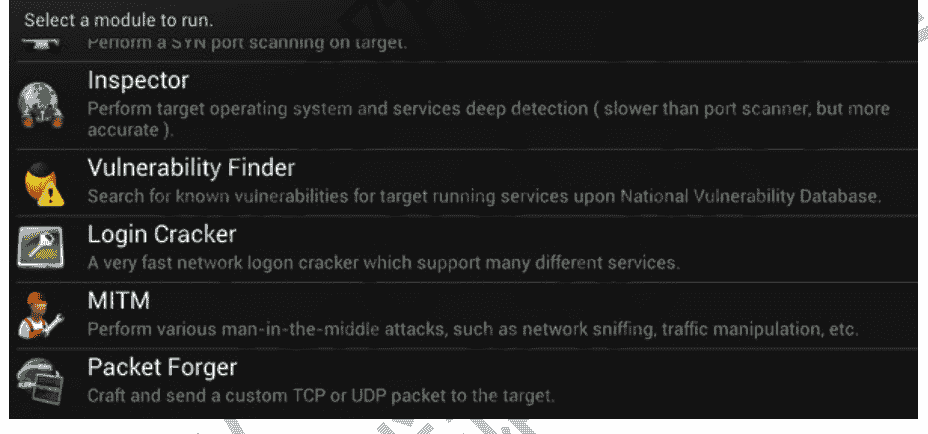 Select a module to run.
Perform a SYN port scanning on target.
Inspector
Perform target operating system and services deep detection ( slower than port scanner, but more
accurate ).
Vulnerability Finder
Search for known vulnerabilities for target running services upon National Vulnerability Database.
Login Cracker
A very fast network logon cracker which support many different services.
MITM
Perform various man-in-the-middle attacks, such as network sniffing, traffic manipulation, etc.
Packet Forger
Craft and send a custom TCP or UDP packet to the target.